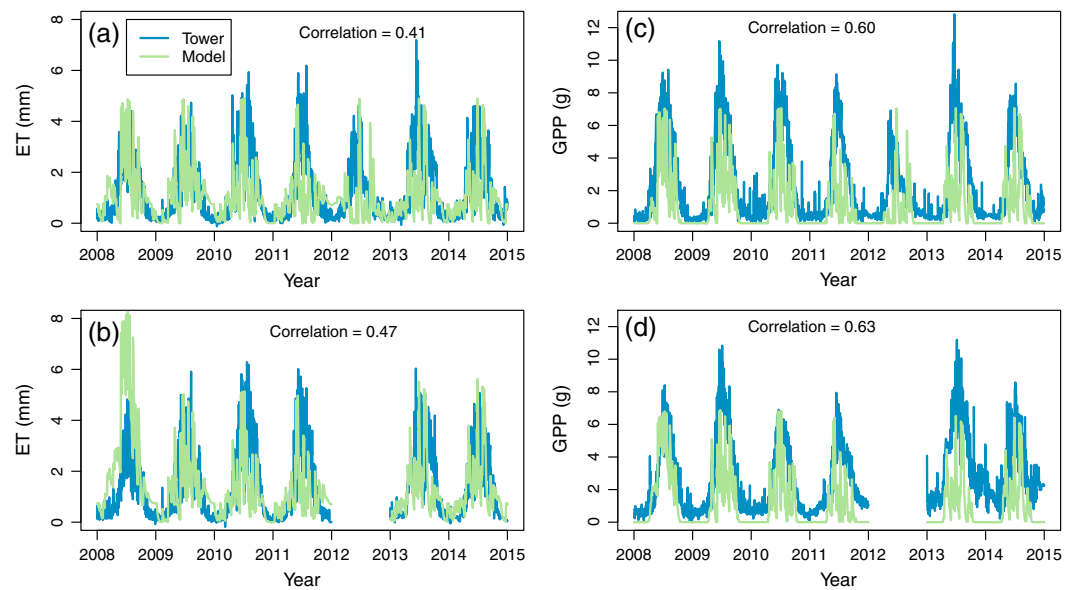 (a)
Correlation = 0.41
Tower
Model
ET (mm)
8
6
4
2
0
2008 2009 2010 2011 2012 2013 2014 2015
Year
(c)
Correlation = 0.60
GPP (g)
12
10
8
6
4
2
0
2008 2009 2010 2011 2012 2013 2014 2015
Year
(b)
Correlation = 0.47
ET (mm)
8
6
4
2
0
2008 2009 2010 2011 2012 2013 2014 2015
Year
(d)
Correlation = 0.63
GPP (g)
12
10
8
6
4
2
0
2008 2009 2010 2011 2012 2013 2014 2015
Year